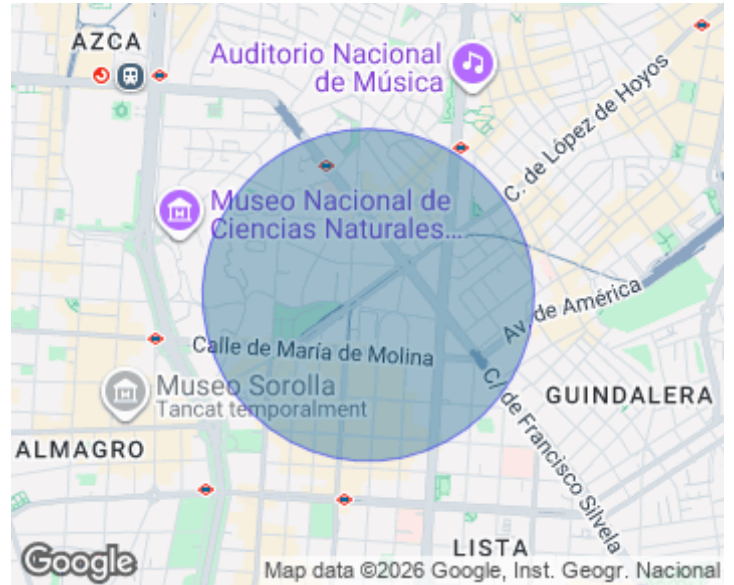 AZCA
Auditorio Nacional
de Música
C. de López de Hoyos
Museo Nacional de
Ciencias Naturales...
Av. de América
Calle de María de Molina
Museo Sorolla
Tancat temporalment
C/ de Francisco Silvela
GUINDALERA
ALMAGRO
LISTA
Google
Map data ©2026 Google, Inst. Geogr. Nacional